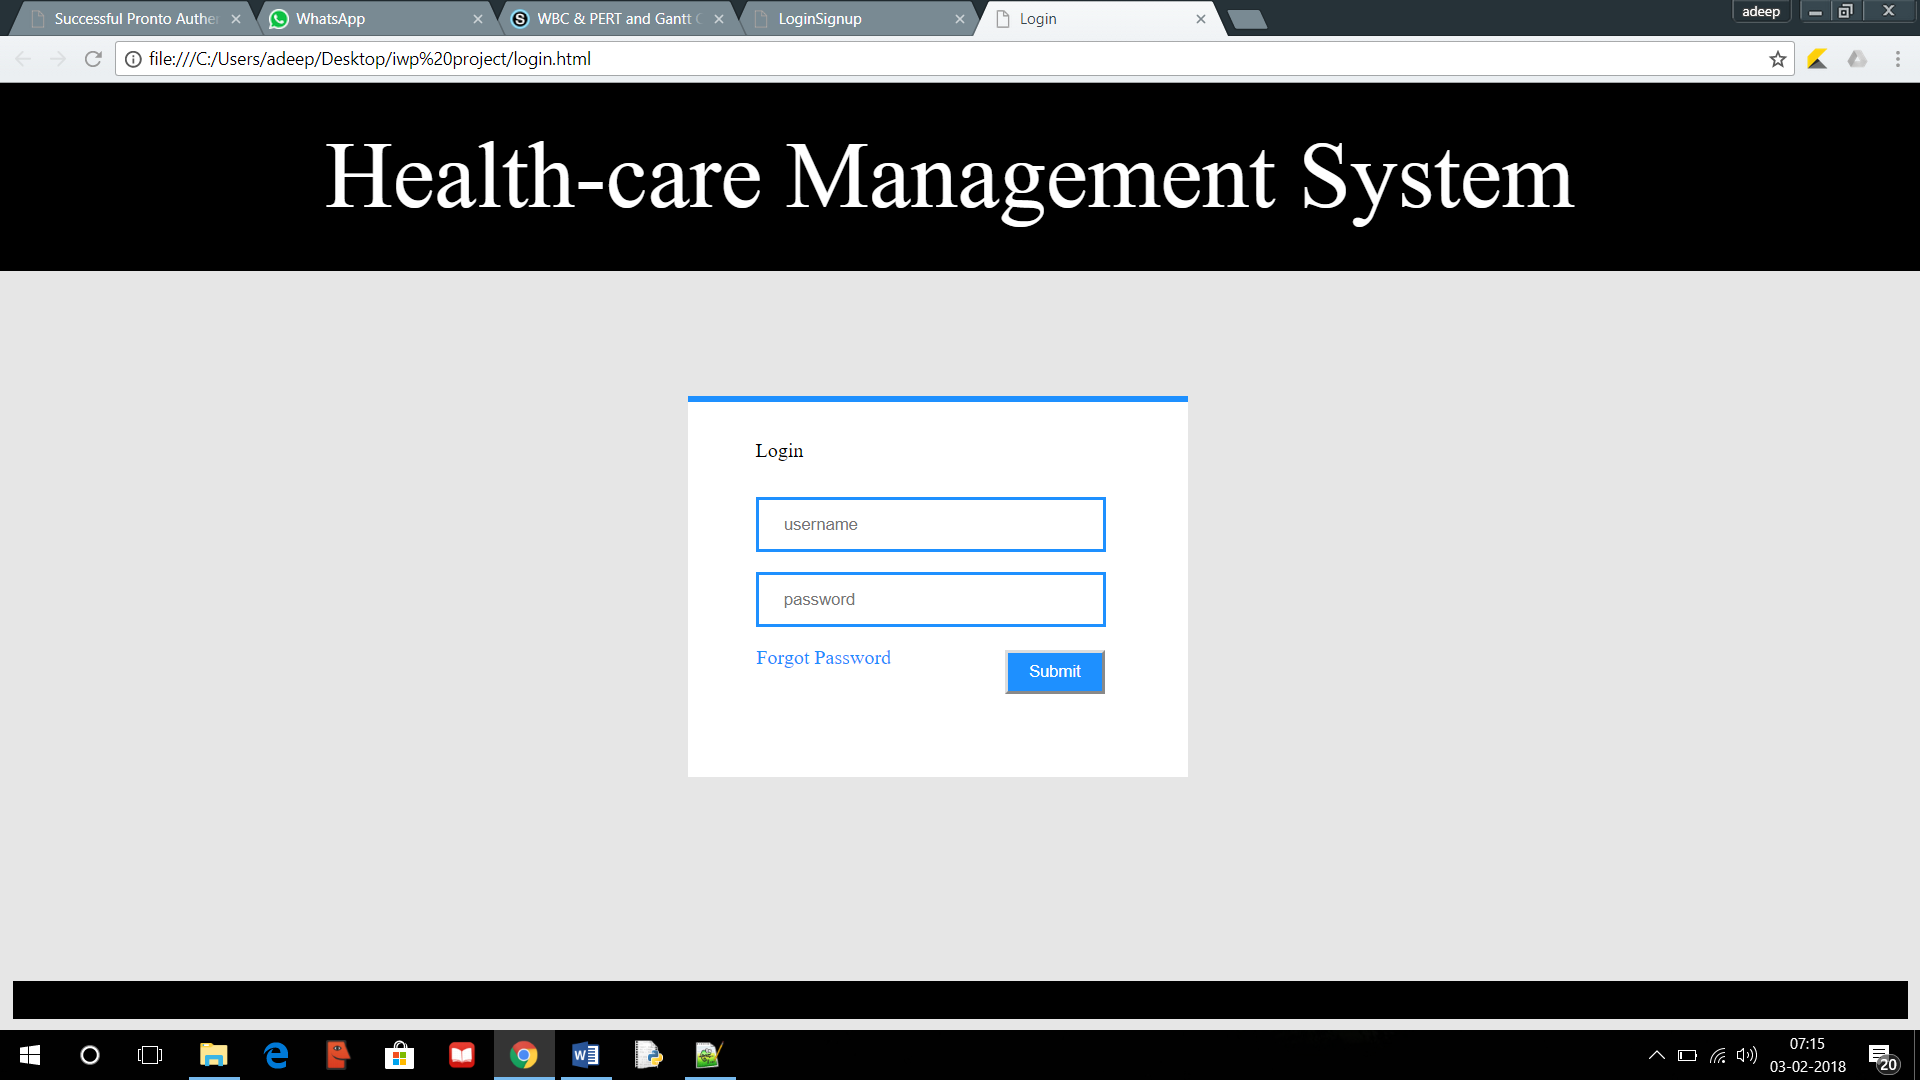 Successful Pronto Authe
WhatsApp
WBC & PERT and Gantt
LoginSignup
Login
adeep
file:///C:/Users/adeep/Desktop/iwp%20project/login.html
Health-care Management System
Login
username
password
Forgot Password
Submit
07:15
03-02-2018
20